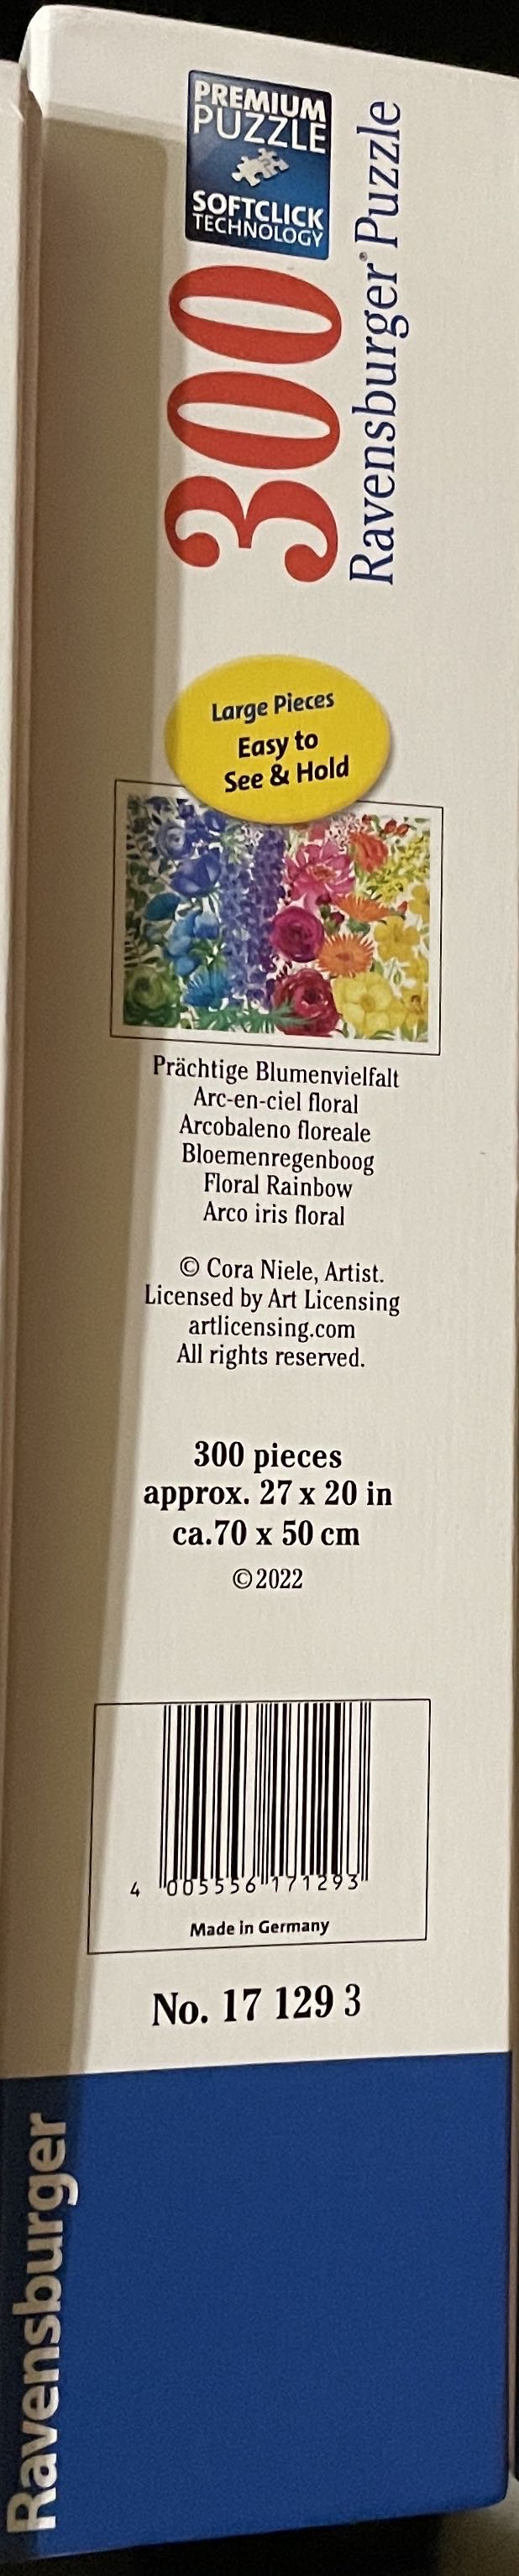 PREMIUM
PUZZLE
SOFTCLICK
TECHNOLOGY
300
Ravensburger® Puzzle
Large Pieces
Easy to
See & Hold
Prächtige Blumenvielfalt
Arc-en-ciel floral
Arcobaleno floreale
Bloemenregenboog
Floral Rainbow
Arco iris floral
© Cora Niele, Artist.
Licensed by Art Licensing
artlicensing.com
All rights reserved.
300 pieces
approx. 27 x 20 in
ca.70 x 50 cm
©2022
4 005556 171293
Made in Germany
No. 17 129 3
Ravensburger